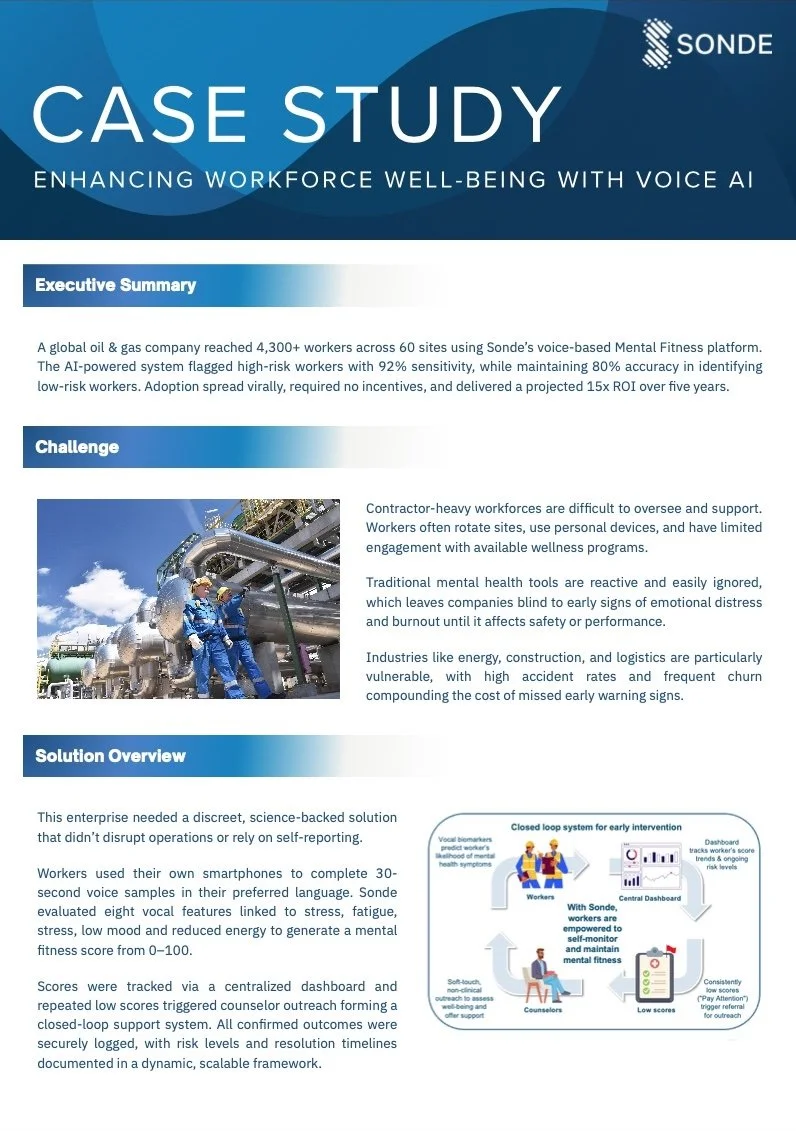 SONDE
CASE STUDY
ENHANCING WORKFORCE WELL-BEING WITH VOICE AI
Executive Summary
A global oil & gas company reached 4,300+ workers across 60 sites using Sonde's voice-based Mental Fitness platform.
The AI-powered system flagged high-risk workers with 92% sensitivity, while maintaining 80% accuracy in identifying
low-risk workers. Adoption spread virally, required no incentives, and delivered a projected 15x ROI over five years.
Challenge
Contractor-heavy workforces are difficult to oversee and support.
Workers often rotate sites, use personal devices, and have limited
engagement with available wellness programs.
Traditional mental health tools are reactive and easily ignored,
which leaves companies blind to early signs of emotional distress
and burnout until it affects safety or performance.
Industries like energy, construction, and logistics are particularly
vulnerable, with high accident rates and frequent churn
compounding the cost of missed early warning signs.
Solution Overview
This enterprise needed a discreet, science-backed solution
that didn't disrupt operations or rely on self-reporting.
Workers used their own smartphones to complete 30-
second voice samples in their preferred language. Sonde
evaluated eight vocal features linked to stress, fatigue,
stress, low mood and reduced energy to generate a mental
fitness score from 0–100.
Scores were tracked via a centralized dashboard and
repeated low scores triggered counselor outreach forming a
closed-loop support system. All confirmed outcomes were
securely logged, with risk levels and resolution timelines
documented in a dynamic, scalable framework.
Closed loop system for early intervention
Vocal biomarkers
predict worker's
likelihood of mental
health symptoms
Workers
Central Dashboard
Dashboard
tracks worker's score
trends & ongoing
risk levels
With Sonde,
workers are
empowered to
self-monitor
and maintain
mental fitness
Soft-touch,
non-clinical
outreach to assess
well-being and
offer support
Counselors
Low scores
Consistently
low scores
("Pay Attention")
trigger referral
for outreach